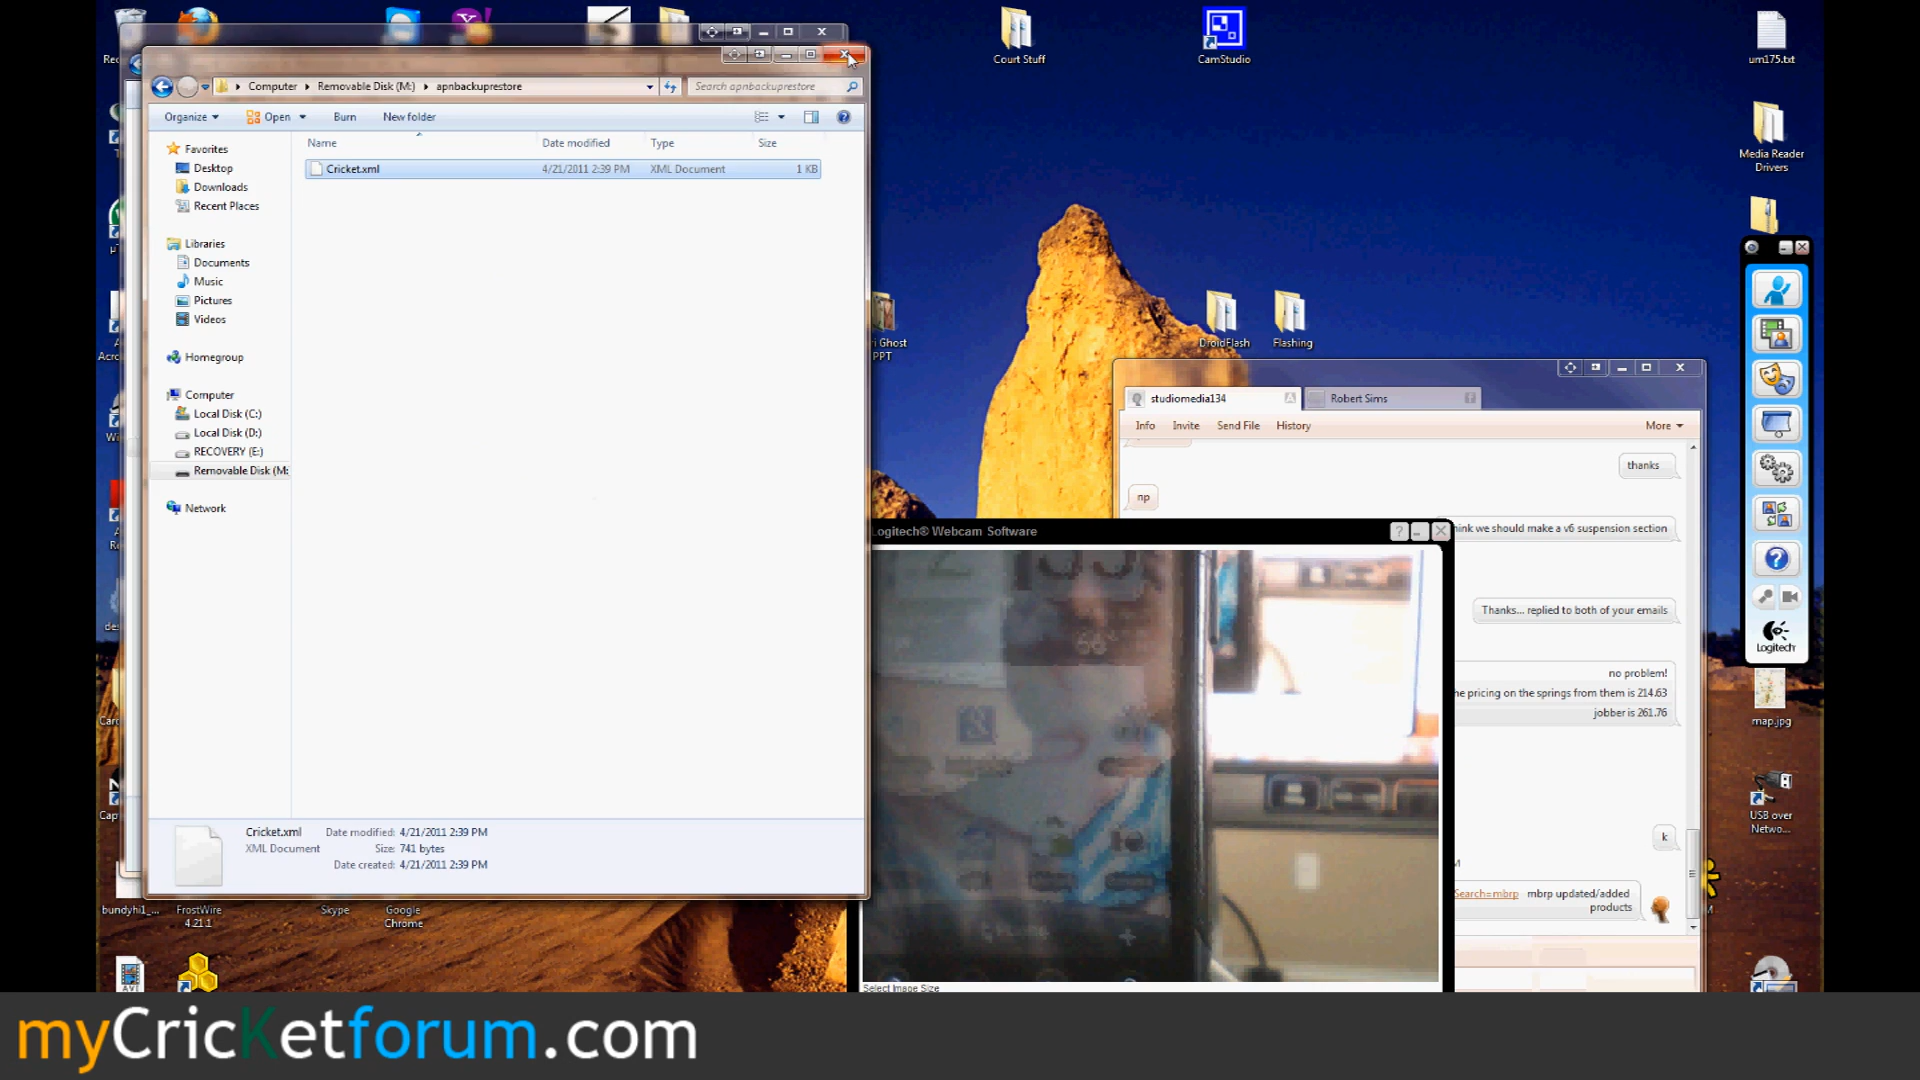 Court Stuff
CamStudio
um175.txt
Computer
Removable Disk (M:)
apnbackuprestore
Search apnbackuprestore
Organize
Open
Burn
New folder
Name
Date modified
Type
Size
Cricket.xml
4/21/2011 2:39 PM
XML Document
1 KB
Favorites
Desktop
Downloads
Recent Places
Libraries
Documents
Music
Pictures
Videos
Homegroup
Computer
Local Disk (C:)
Local Disk (D:)
RECOVERY (E:)
Removable Disk (M:
Network
Cricket.xml
Date modified: 4/21/2011 2:39 PM
XML Document
Size: 741 bytes
Date created: 4/21/2011 2:39 PM
Media Reader
Drivers
ri Ghost
PPT
DroidFlash
Flashing
studiomedia134
Robert Sims
Info
Invite
Send File
History
More
thanks
np
hink we should make a v6 suspension section
Thanks... replied to both of your emails
no problem!
he pricing on the springs from them is 214.63
jobber is 261.76
k
Search=mbrp mbrp updated/added
products
Logitech® Webcam Software
Select Image Size
Logitech
map.jpg
USB over
Netwo...
bundyhi1_...
FrostWire
4.21.1
Skype
Google
Chrome
AVI
myCricKetforum.com